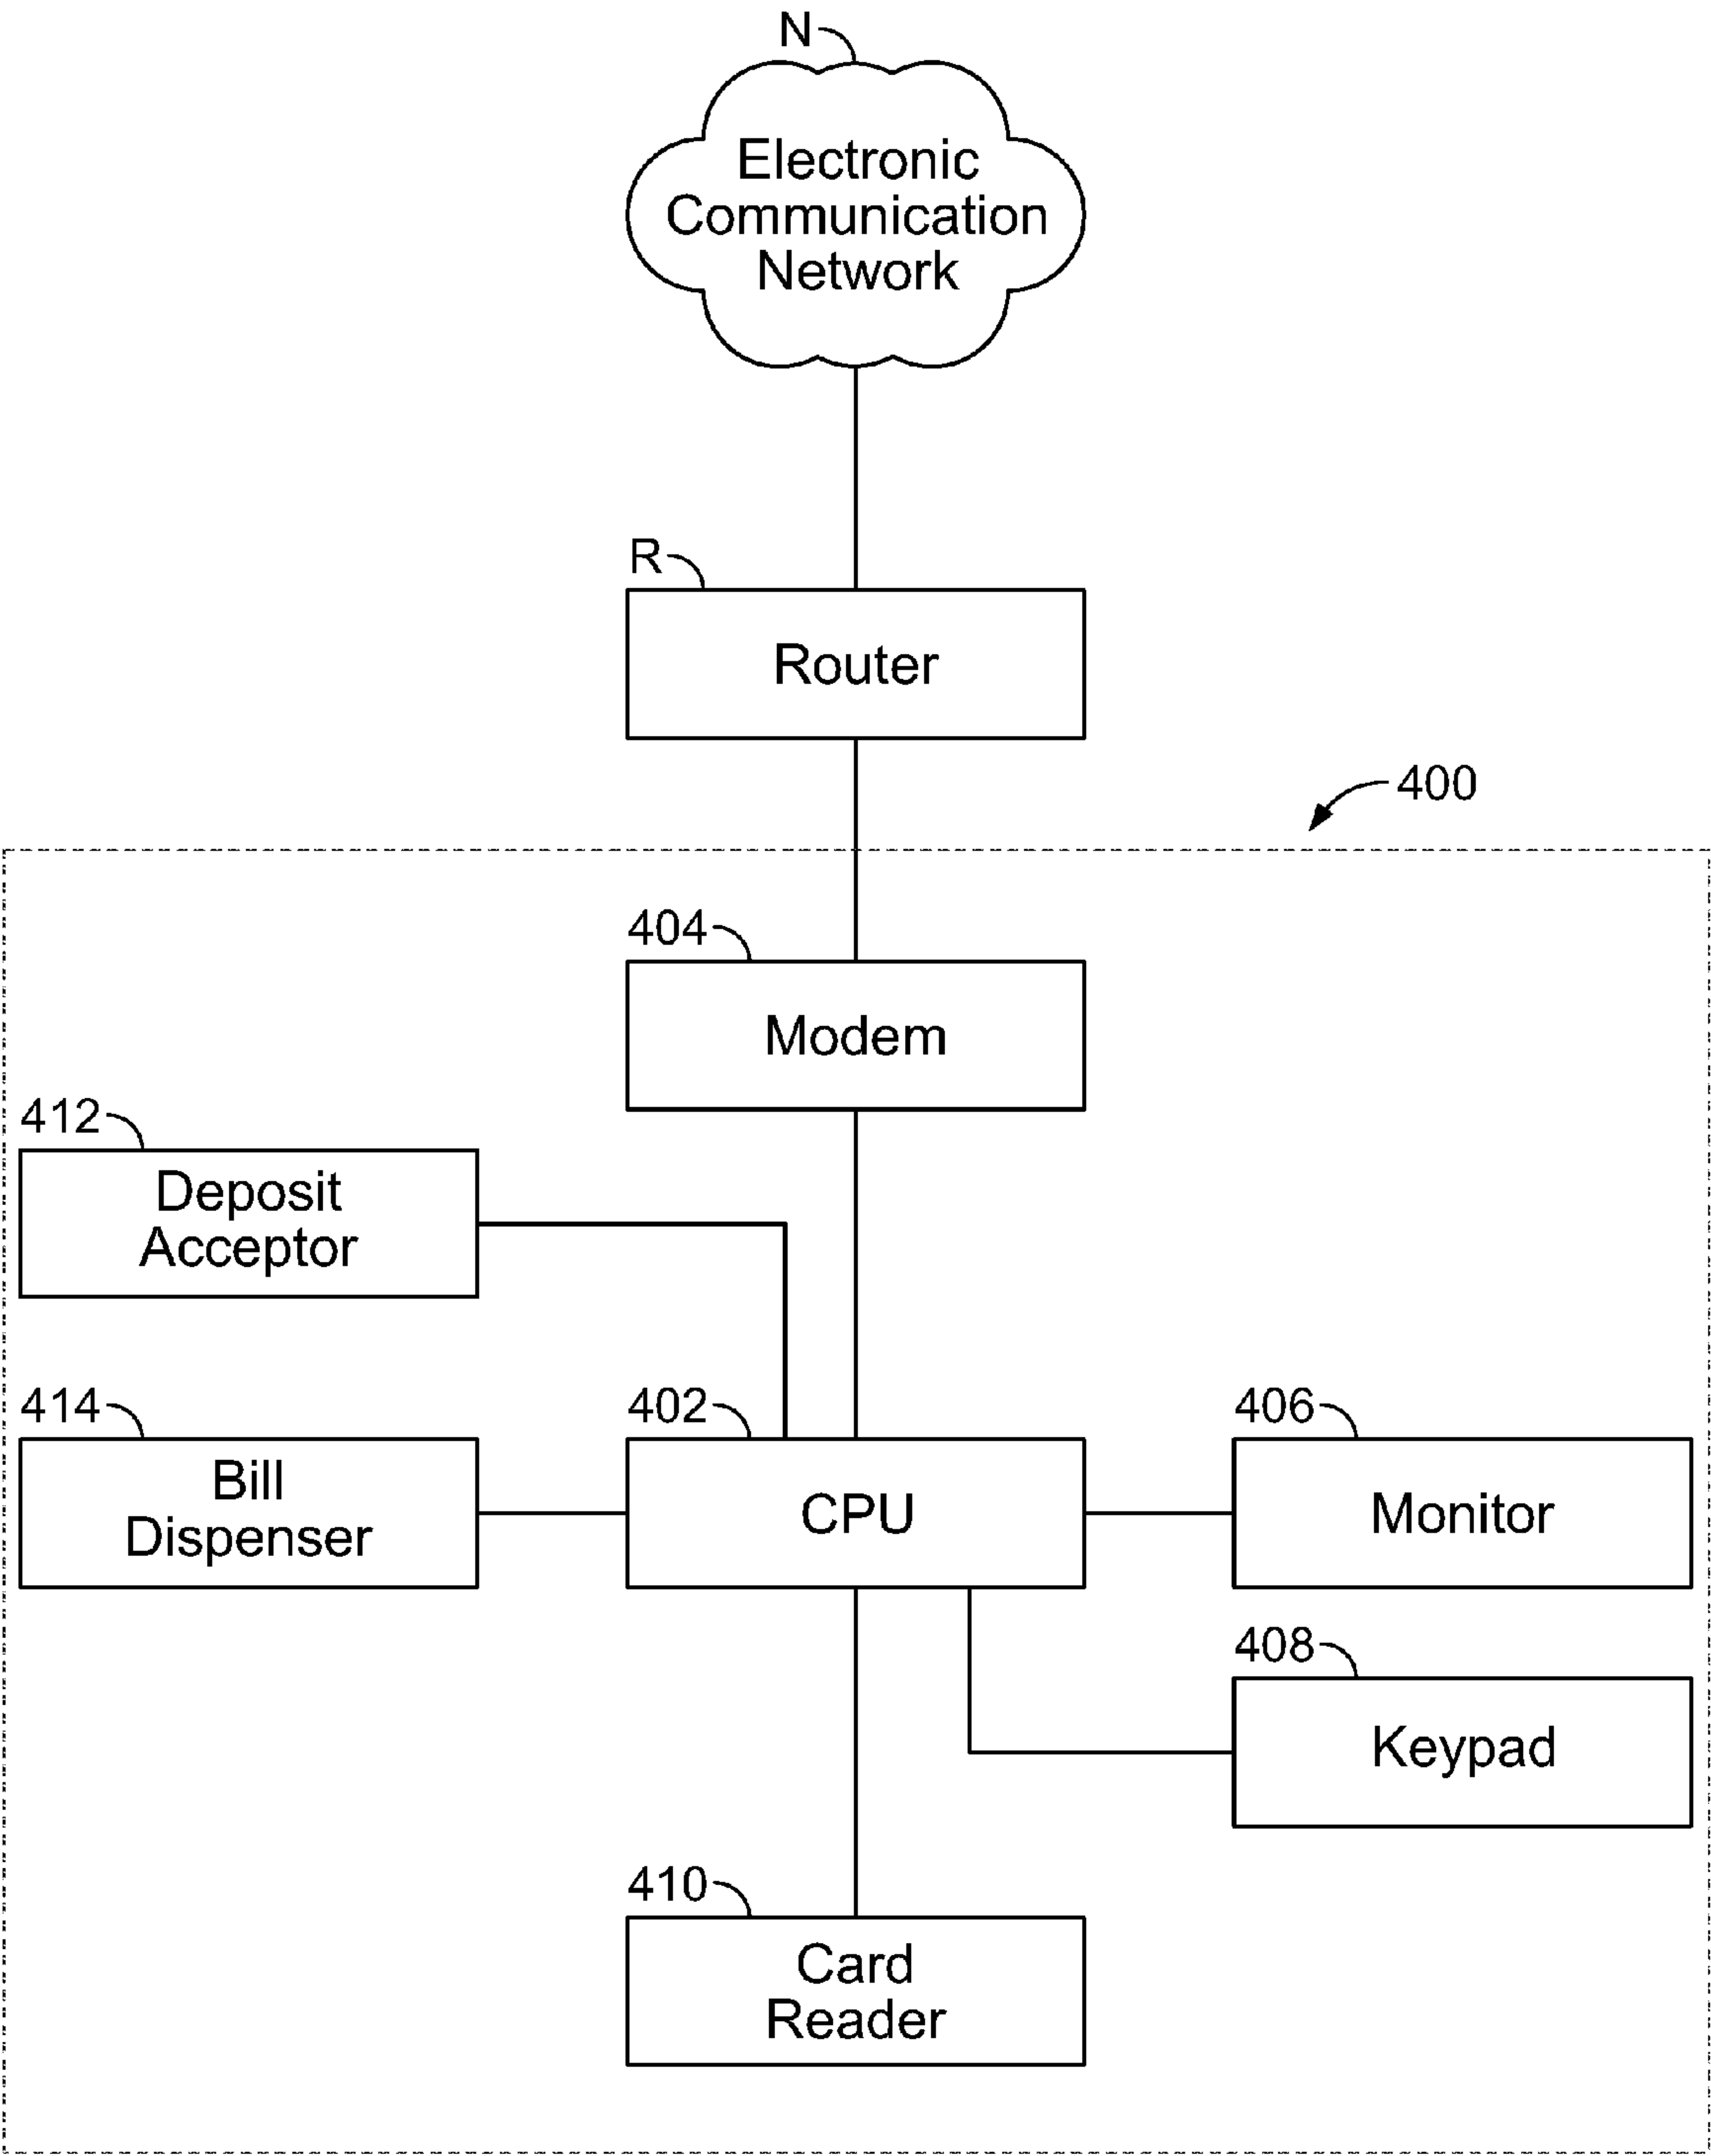 N
Electronic
Communication
Network
R
Router
400
404
Modem
412
Deposit
Acceptor
414
Bill
Dispenser
402
CPU
406
Monitor
408
Keypad
410
Card
Reader